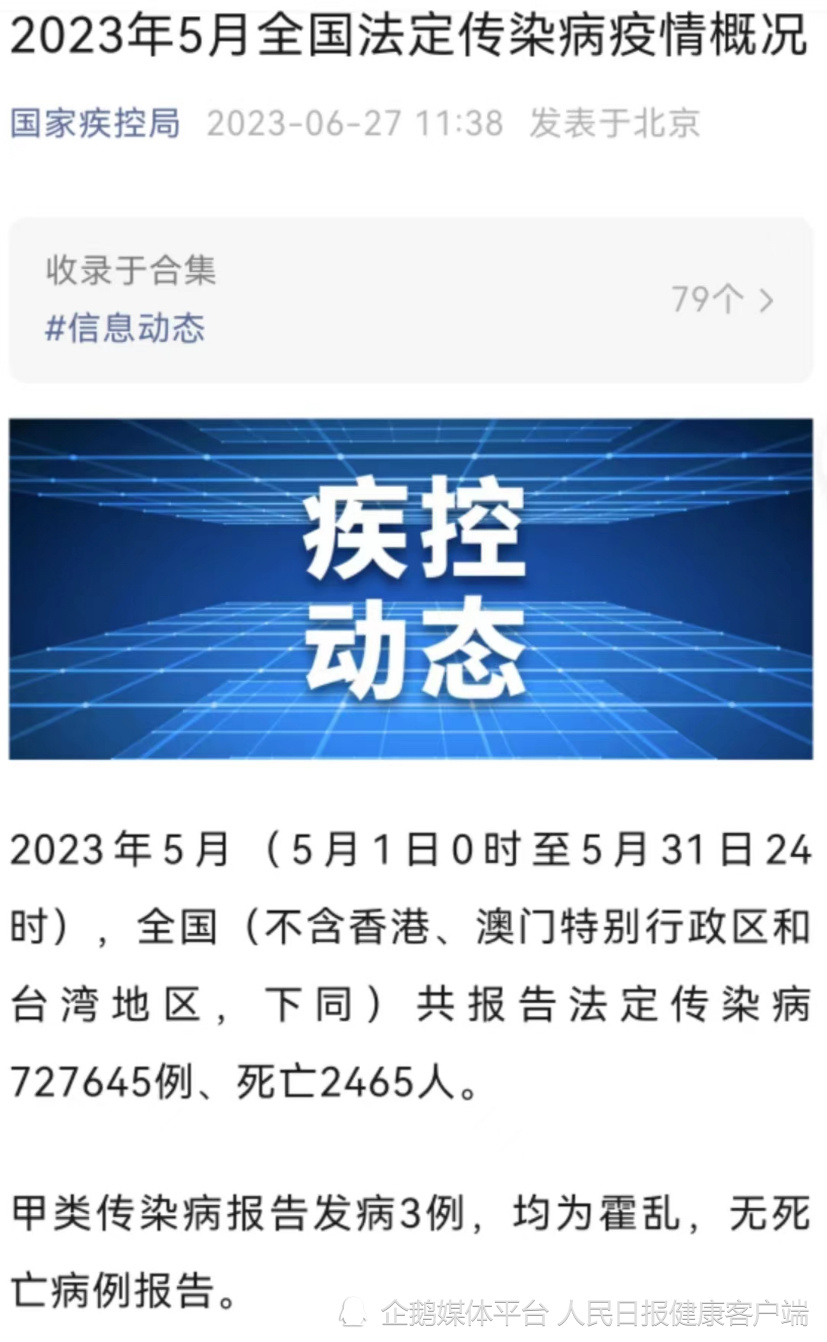 2023年5月全国法定传染病疫情概况
国家疾控局 2023-06-27 11:38 发表于北京
收录于合集
79个 >
#信息动态
疾控
动态
2023年5月（5月1日0时至5月31日24
时），全国（不含香港、澳门特别行政区和
台湾地区，下同）共报告法定传染病
727645例、死亡2465人。
甲类传染病报告发病3例，均为霍乱，无死
亡病例报告。
企鹅媒体平台 人民日报健康客户端